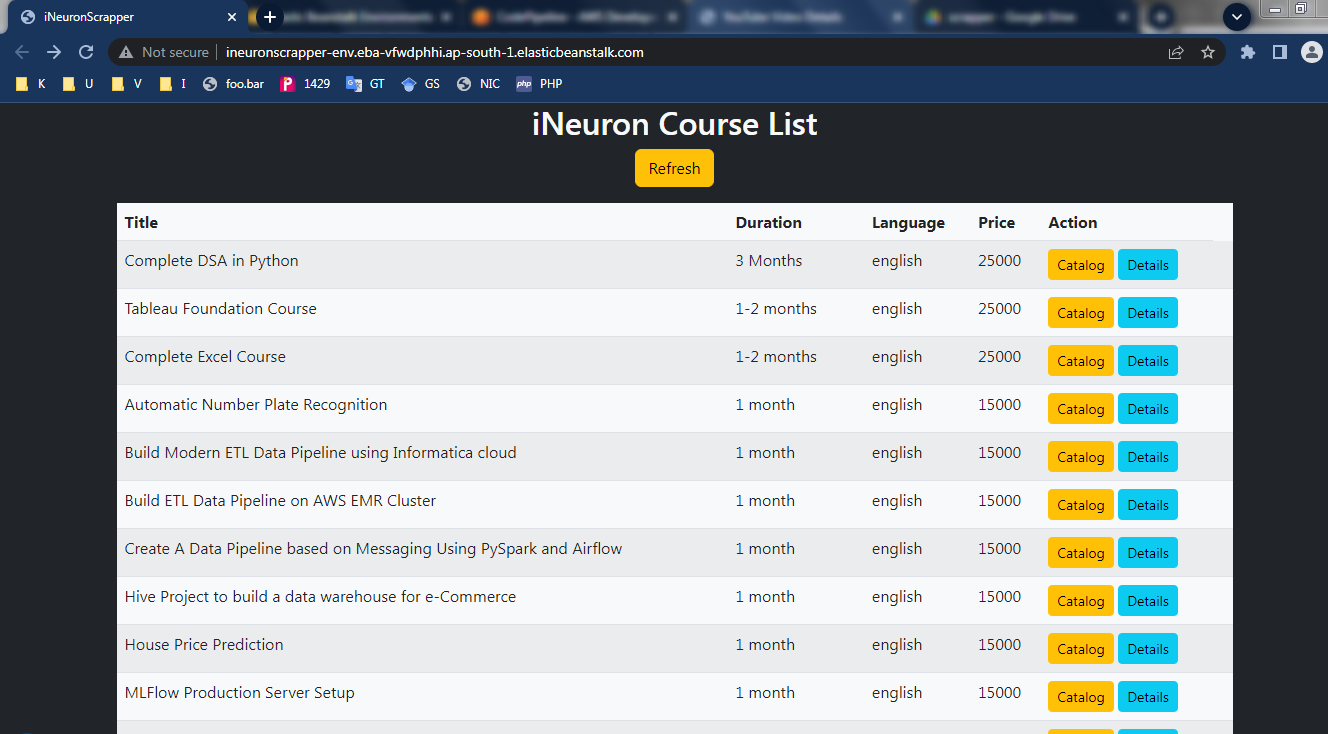 iNeuronScrapper
CodePipeline - AWS Develop
YouTube Video Details
scrapper - Google Drive
Not secure ineuronscrapper-env.eba-vfwdphhi.ap-south-1.elasticbeanstalk.com
K U V I foo.bar 1429 GT GS NIC php PHP
iNeuron Course List
Refresh
Title Duration Language Price Action
Complete DSA in Python 3 Months english 25000 Catalog Details
Tableau Foundation Course 1-2 months english 25000 Catalog Details
Complete Excel Course 1-2 months english 25000 Catalog Details
Automatic Number Plate Recognition 1 month english 15000 Catalog Details
Build Modern ETL Data Pipeline using Informatica cloud 1 month english 15000 Catalog Details
Build ETL Data Pipeline on AWS EMR Cluster 1 month english 15000 Catalog Details
Create A Data Pipeline based on Messaging Using PySpark and Airflow 1 month english 15000 Catalog Details
Hive Project to build a data warehouse for e-Commerce 1 month english 15000 Catalog Details
House Price Prediction 1 month english 15000 Catalog Details
MLFlow Production Server Setup 1 month english 15000 Catalog Details